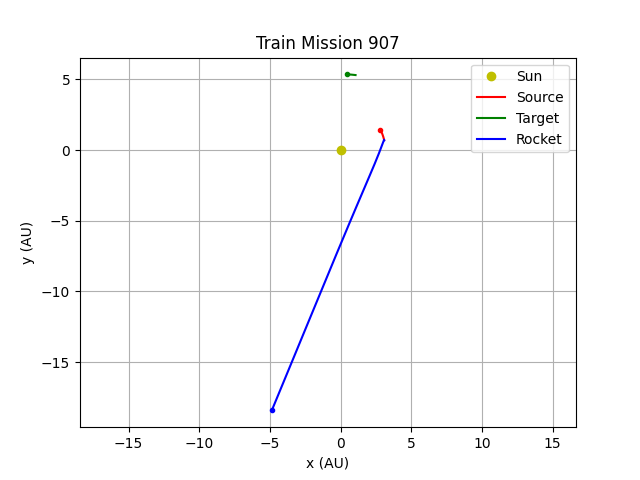 Train Mission 907
Sun
Source
Target
Rocket
y (AU)
5
0
−5
−10
−15
−15
−10
−5
0
5
10
15
x (AU)